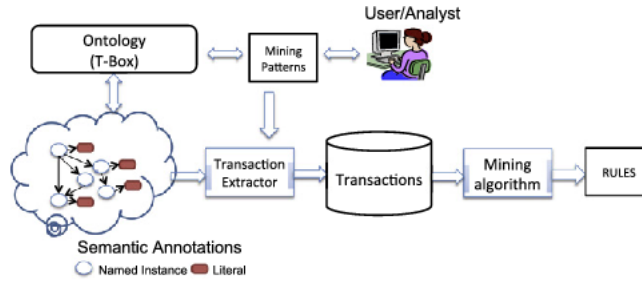 User/Analyst
Ontology
(T-Box)
Mining
Patterns
Transaction
Extractor
Transactions
Mining
algorithm
RULES
Semantic Annotations
Named Instance
Literal